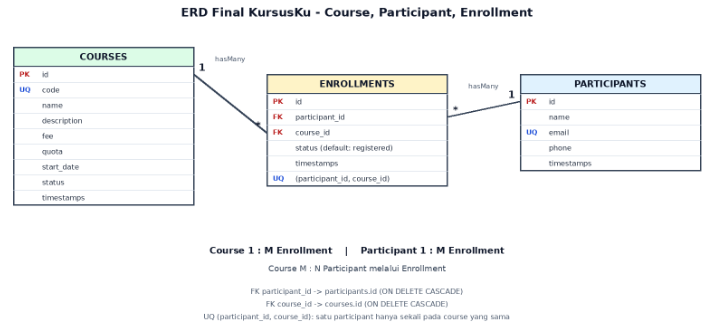 ERD Final KursusKu - Course, Participant, Enrollment
COURSES
PK id
UQ code
name
description
fee
quota
start_date
status
timestamps
1
hasMany
*
ENROLLMENTS
PK id
FK participant_id
FK course_id
status (default: registered)
timestamps
UQ (participant_id, course_id)
*
hasMany
1
PARTICIPANTS
PK id
name
UQ email
phone
timestamps
Course 1 : M Enrollment | Participant 1 : M Enrollment
Course M : N Participant melalui Enrollment
FK participant_id -> participants.id (ON DELETE CASCADE)
FK course_id -> courses.id (ON DELETE CASCADE)
UQ (participant_id, course_id): satu participant hanya sekali pada course yang sama